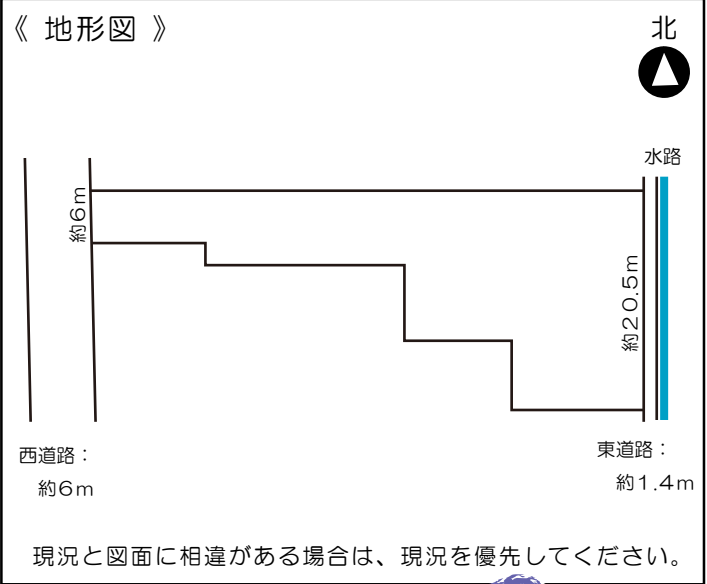 《 地形図 》
北
水路
約6m
約20.5m
西道路：
約6m
東道路：
約1.4m
現況と図面に相違がある場合は、現況を優先してください。